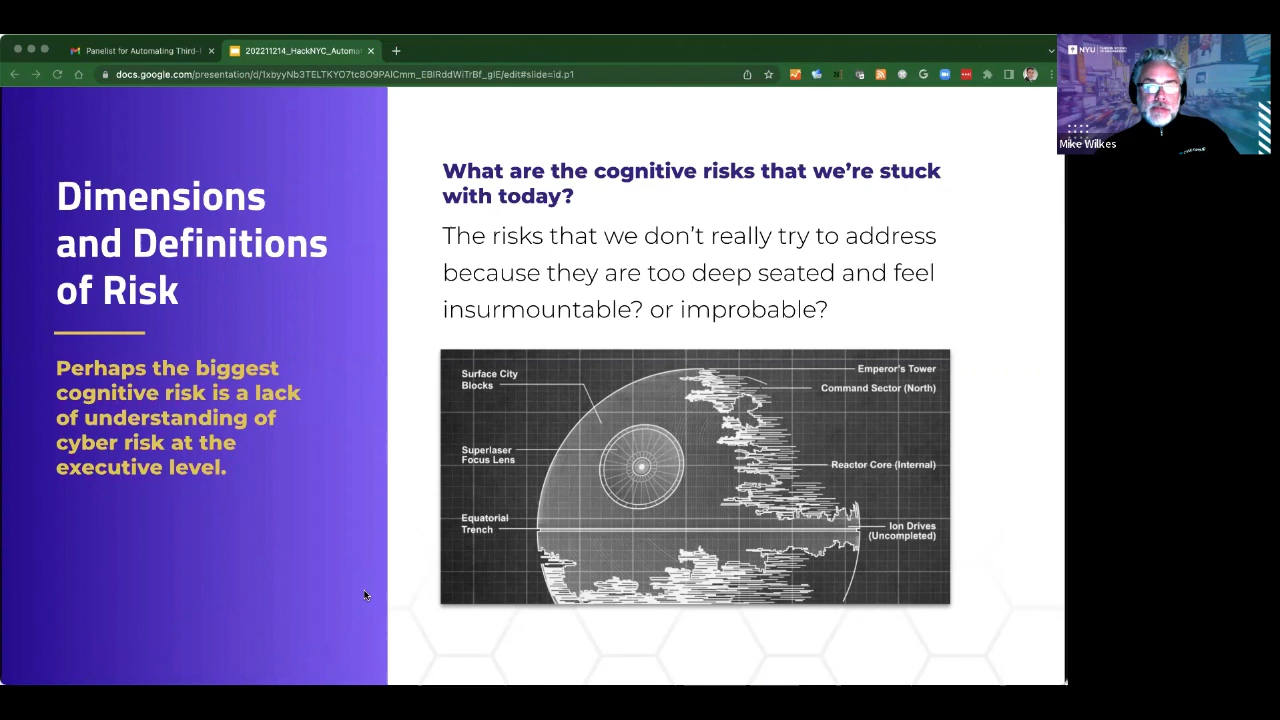 Panelist for Automating Third-
202211214_HackNYC_Automat
docs.google.com/presentation/d/1xbyyNb3TELTKYO7tc8O9PAlCmm_EBIRddWiTrBf_gIE/edit#slide=id.p1
NYU
Mike Wilkes
Dimensions
and Definitions
of Risk
Perhaps the biggest
cognitive risk is a lack
of understanding of
cyber risk at the
executive level.
What are the cognitive risks that we’re stuck
with today?
The risks that we don’t really try to address
because they are too deep seated and feel
insurmountable? or improbable?
Surface City
Blocks
Emperor's Tower
Command Sector (North)
Superlaser
Focus Lens
Reactor Core (Internal)
Equatorial
Trench
Ion Drives
(Uncompleted)